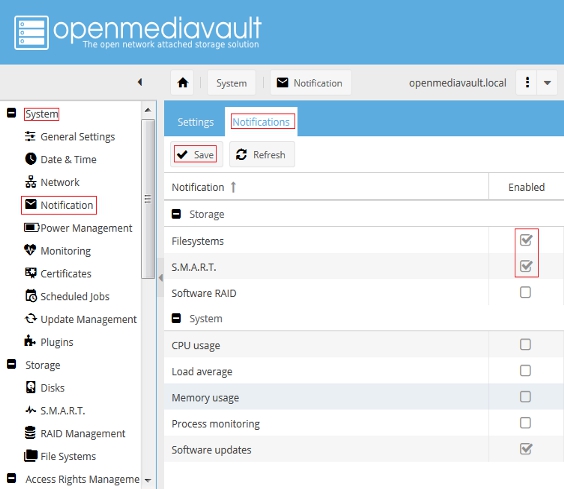 openmediavault
The open network attached storage solution
System
Notification
openmediavault.local
System
General Settings
Date & Time
Network
Notification
Power Management
Monitoring
Certificates
Scheduled Jobs
Update Management
Plugins
Storage
Disks
S.M.A.R.T.
RAID Management
File Systems
Access Rights Manageme
Settings
Notifications
Save
Refresh
Notification
Enabled
Storage
Filesystems
S.M.A.R.T.
Software RAID
System
CPU usage
Load average
Memory usage
Process monitoring
Software updates